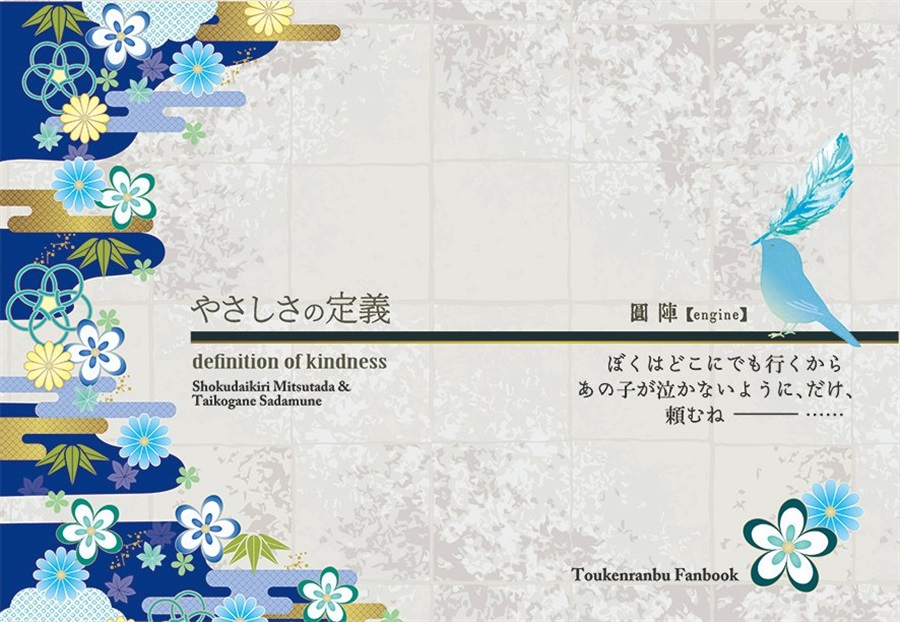 やさしさの定義
definition of kindness
Shokudaikiri Mitsutada &
Taikogane Sadamune
圓 陣【engine】
ぼくはどこにでも行くから
あの子が泣かないように、だけ、
頼むね ―――― ……
Toukenranbu Fanbook